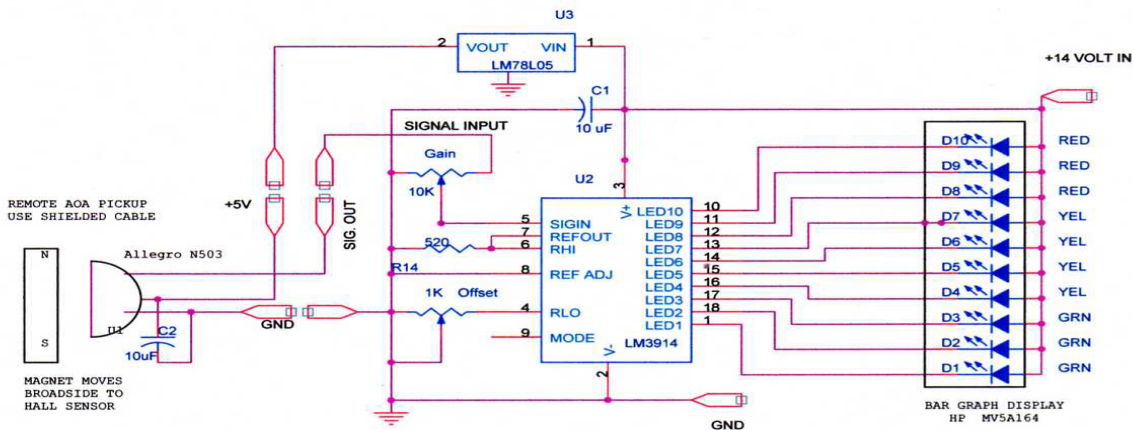 U3
2 VOUT VIN 1
LM78L05
+14 VOLT IN
C1
10 uF
SIGNAL INPUT
Gain
10K
U2
3
V+
REMOTE AOA PICKUP
USE SHIELDED CABLE
+5V
SIG. OUT
Allegro N503
N
S
U1
C2
10uF
GND
MAGNET MOVES
BROADSIDE TO
HALL SENSOR
520
R14
1K Offset
5 SIGIN
7 REFOUT
6 RHI
8 REF ADJ
4 RLO
9 MODE
LED10 10
LED9 11
LED8 12
LED7 13
LED6 14
LED5 15
LED4 16
LED3 17
LED2 18
LED1 1
LM3914
V-
2
GND
D10 RED
D9 RED
D8 RED
D7 YEL
D6 YEL
D5 YEL
D4 YEL
D3 GRN
D2 GRN
D1 GRN
BAR GRAPH DISPLAY
HP MV5A164